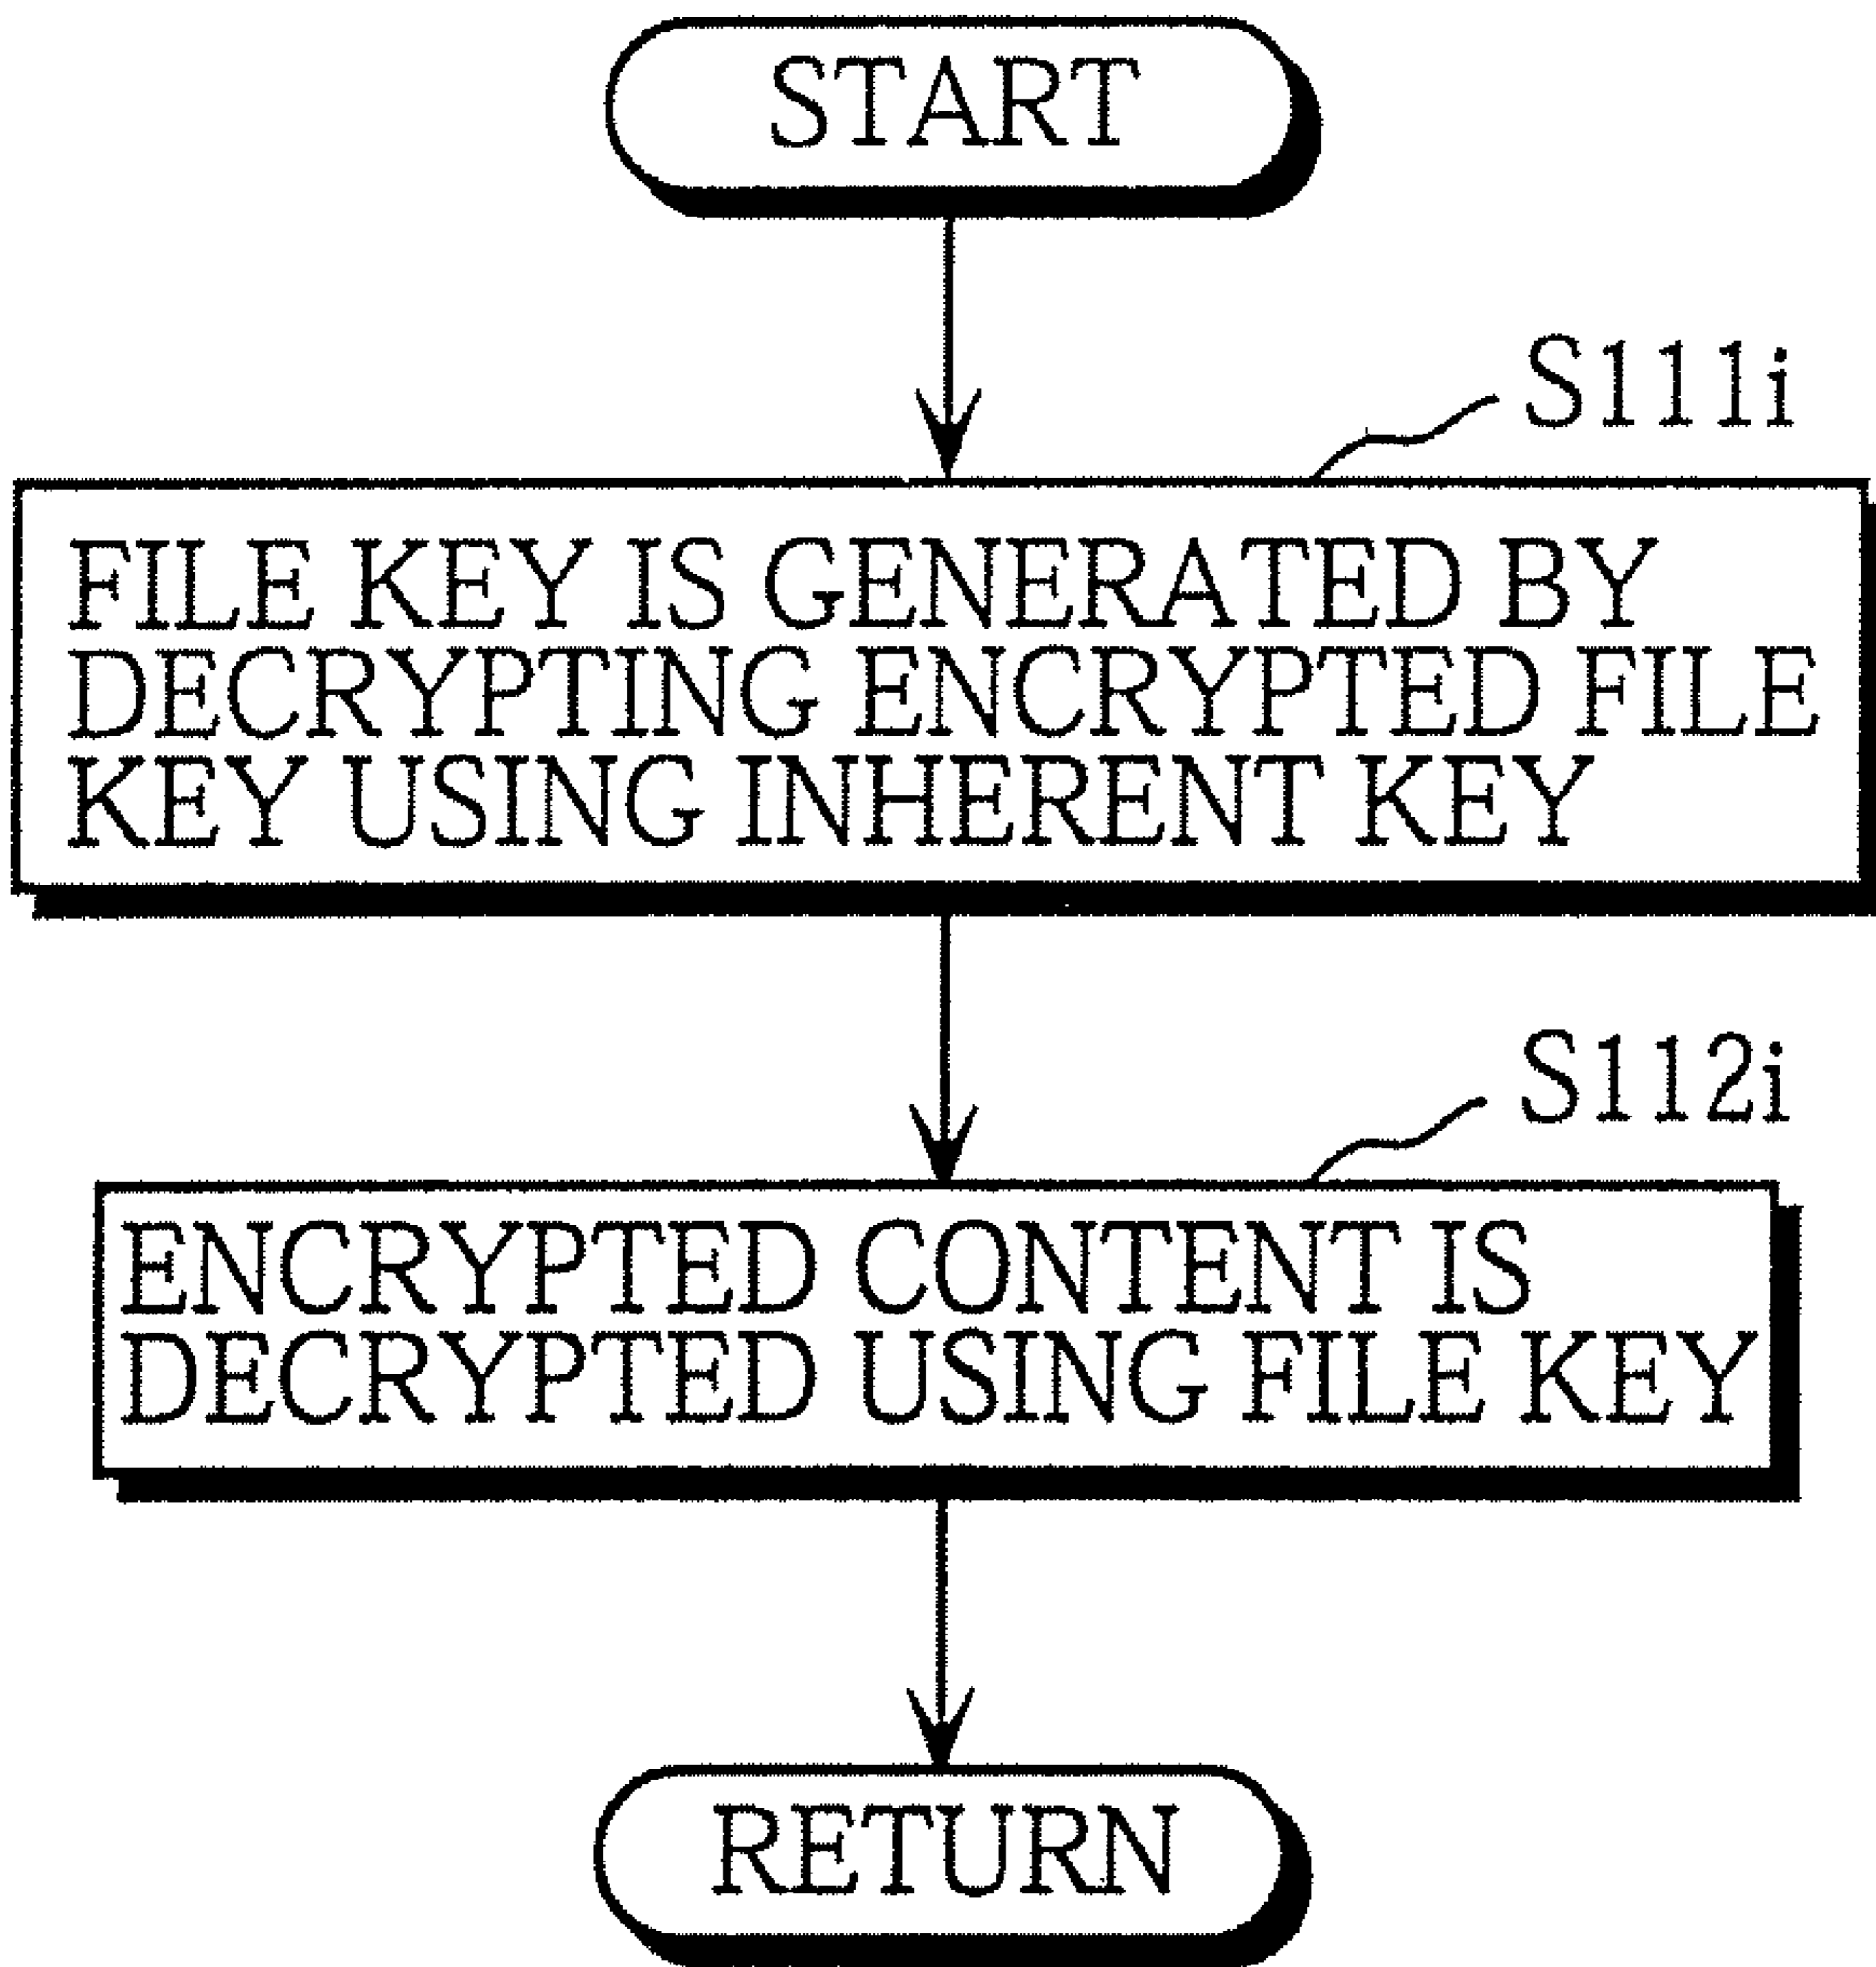 START
S111i
FILE KEY IS GENERATED BY
DECRYPTING ENCRYPTED FILE
KEY USING INHERENT KEY
S112i
ENCRYPTED CONTENT IS
DECRYPTED USING FILE KEY
RETURN